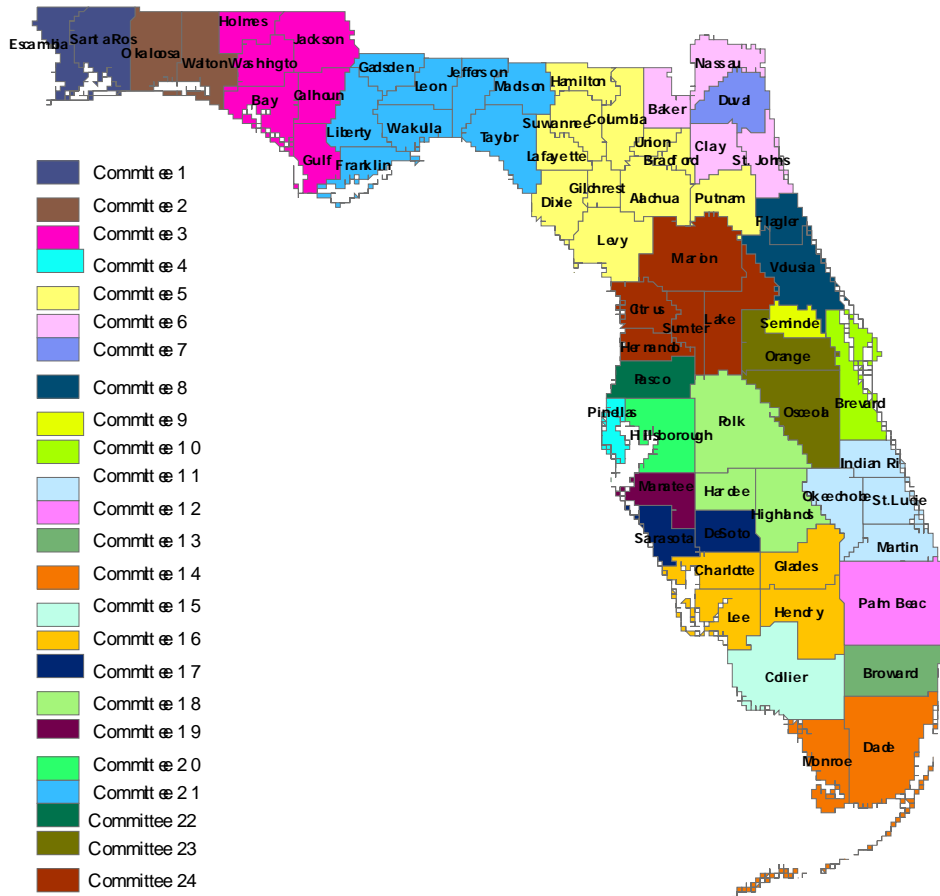 Holmes
Jackson
Escambia
Santa Ros
Okaloosa
Walton
Washingto
Bay
Calhoun
Gulf
Gadsden
Leon
Jefferson
Madson
Liberty
Wakulla
Franklin
Taylor
Hamilton
Suwannee
Columbia
Lafayette
Union
Bradford
Gilchrest
Dixie
Alachua
Putnam
Levy
Nassau
Baker
Duval
Clay
St. Johns
Flagler
Volusia
Marion
Citrus
Sumter
Lake
Hernando
Seminole
Orange
Pasco
Osceola
Brevard
Pinellas
Hillsborough
Polk
Indian Ri
Manatee
Hardee
Okeechobe
St.Lucie
Highlands
Sarasota
DeSoto
Martin
Charlotte
Glades
Lee
Hendry
Palm Beac
Collier
Broward
Monroe
Dade
Committee 1
Committee 2
Committee 3
Committee 4
Committee 5
Committee 6
Committee 7
Committee 8
Committee 9
Committee 10
Committee 11
Committee 12
Committee 13
Committee 14
Committee 15
Committee 16
Committee 17
Committee 18
Committee 19
Committee 20
Committee 21
Committee 22
Committee 23
Committee 24